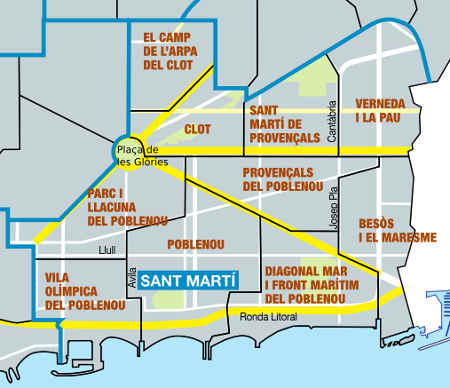 EL CAMP
DE L'ARPA
DEL CLOT
CLOT
SANT
MARTÍ DE
PROVENÇALS
Cantàbria
VERNEDA
I LA PAU
Plaça de
les Glòries
PROVENÇALS
DEL POBLENOU
PARC I
LLACUNA
DEL POBLENOU
Josep Pla
BESÒS
I EL MARESME
Llull
POBLENOU
VILA
OLÍMPICA
DEL POBLENOU
Àvila
SANT MARTÍ
DIAGONAL MAR
I FRONT MARÍTIM
DEL POBLENOU
Ronda Litoral